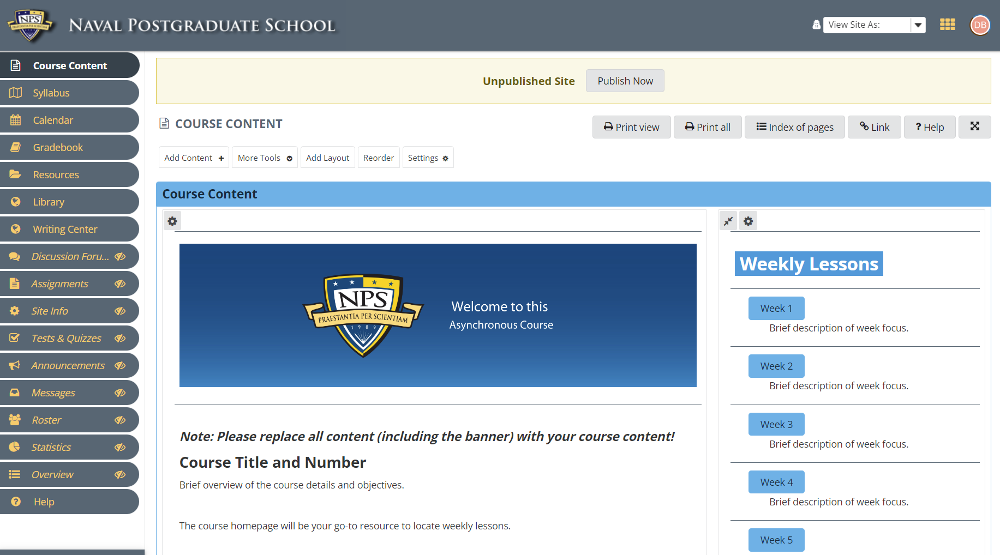 NPS
PRAESTANTIA PER SCIENTIAM
NAVAL POSTGRADUATE SCHOOL
View Site As:
DB
Course Content
Syllabus
Calendar
Gradebook
Resources
Library
Writing Center
Discussion Foru...
Assignments
Site Info
Tests & Quizzes
Announcements
Messages
Roster
Statistics
Overview
Help
Unpublished Site Publish Now
COURSE CONTENT
Print view Print all Index of pages Link ? Help
Add Content + More Tools Add Layout Reorder Settings
Course Content
NPS
PRAESTANTIA PER SCIENTIAM
1909
Welcome to this
Asynchronous Course
Note: Please replace all content (including the banner) with your course content!
Course Title and Number
Brief overview of the course details and objectives.
The course homepage will be your go-to resource to locate weekly lessons.
Weekly Lessons
Week 1
Brief description of week focus.
Week 2
Brief description of week focus.
Week 3
Brief description of week focus.
Week 4
Brief description of week focus.
Week 5